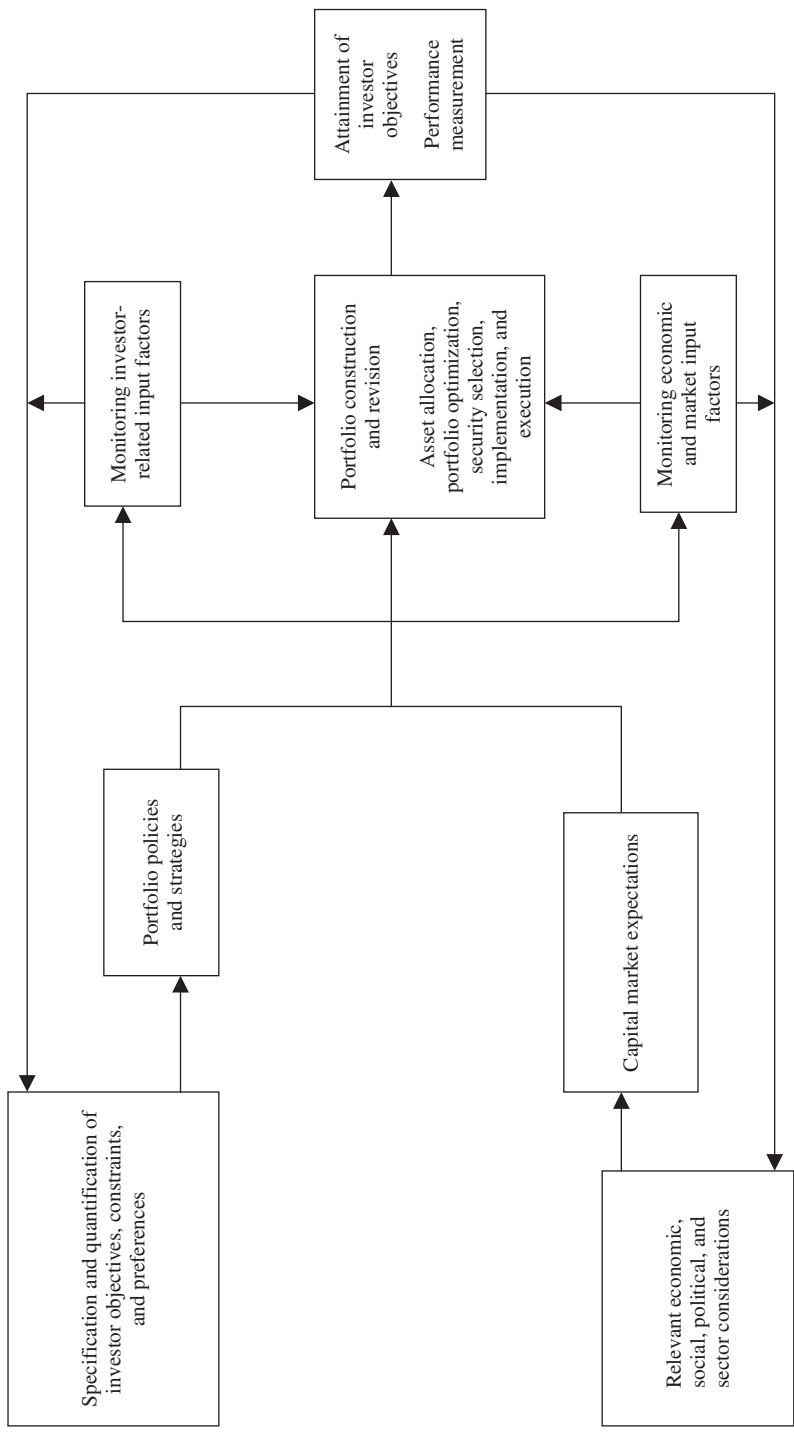 Specification and quantification of
investor objectives, constraints,
and preferences
Portfolio policies
and strategies
Monitoring investor-
related input factors
Attainment of
investor
objectives
Performance
measurement
Portfolio construction
and revision
Asset allocation,
portfolio optimization,
security selection,
implementation, and
execution
Relevant economic,
social, political, and
sector considerations
Capital market expectations
Monitoring economic
and market input
factors